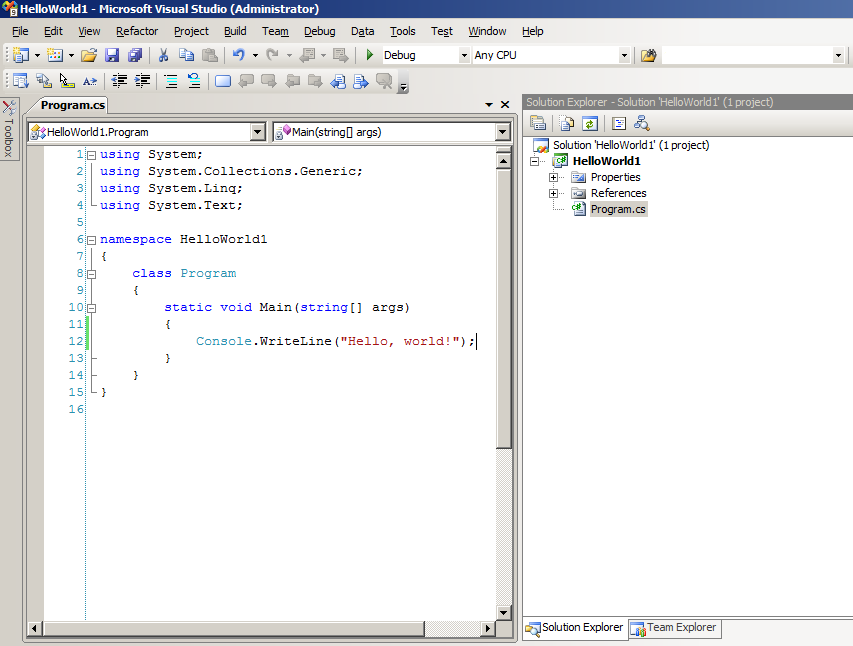 HelloWorld1 - Microsoft Visual Studio (Administrator)
File Edit View Refactor Project Build Team Debug Data Tools Test Window Help
Debug Any CPU
Toolbox
Program.cs
HelloWorld1.Program Main(string[] args)
1 using System;
2 using System.Collections.Generic;
3 using System.Linq;
4 using System.Text;
5
6 namespace HelloWorld1
7 {
8 class Program
9 {
10 static void Main(string[] args)
11 {
12 Console.WriteLine("Hello, world!");
13 }
14 }
15 }
16
Solution Explorer - Solution 'HelloWorld1' (1 project)
Solution 'HelloWorld1' (1 project)
HelloWorld1
Properties
References
Program.cs
Solution Explorer Team Explorer